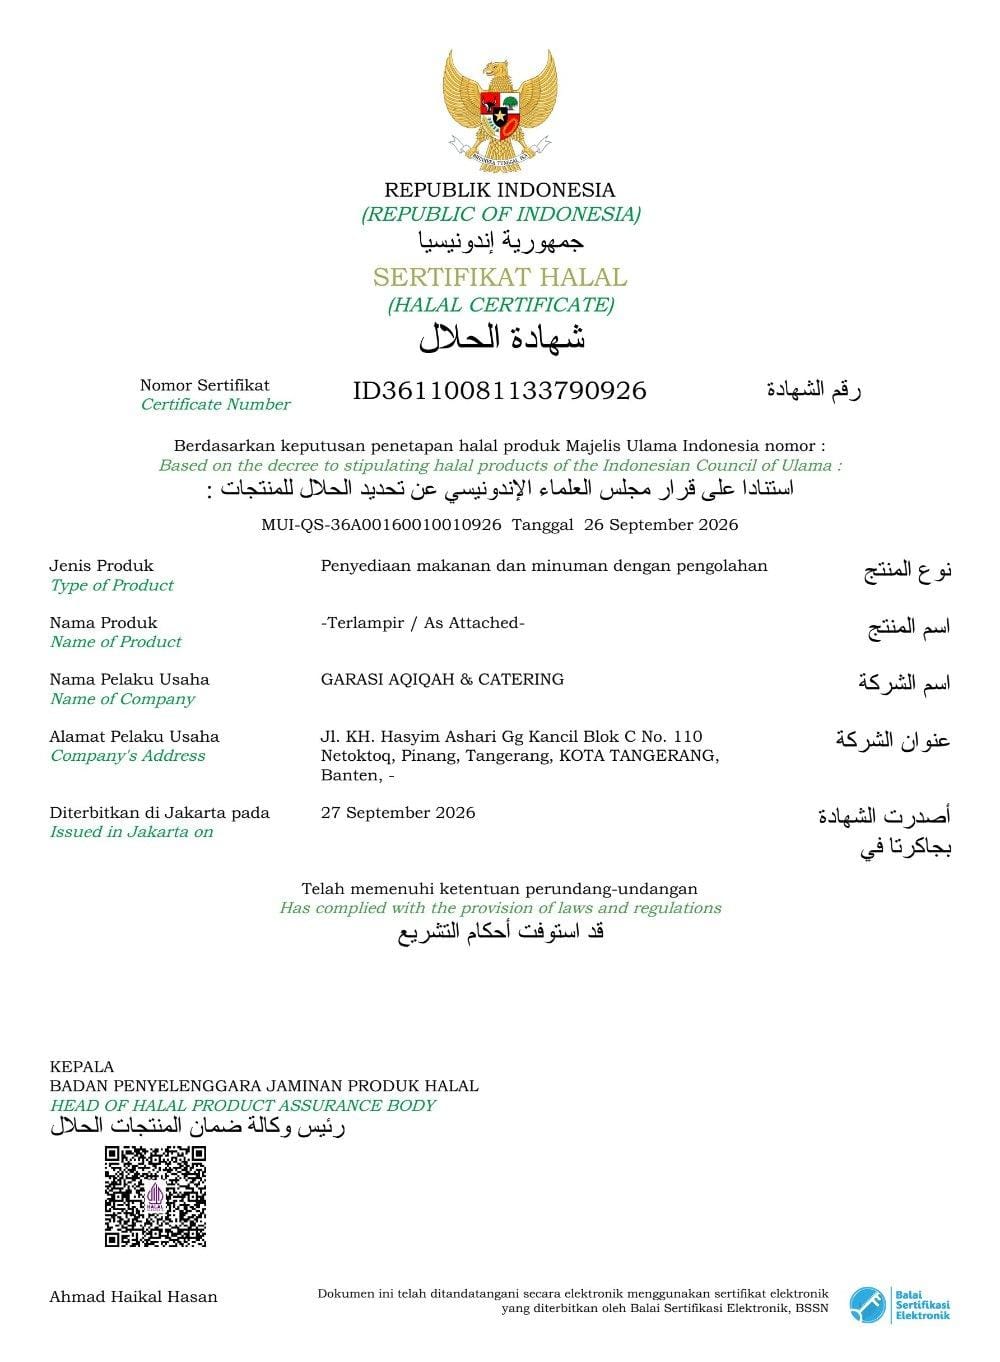 REPUBLIK INDONESIA
(REPUBLIC OF INDONESIA)
جمهورية إندونيسيا
SERTIFIKAT HALAL
(HALAL CERTIFICATE)
شهادة الحلال
Nomor Sertifikat
Certificate Number
ID36110081133790926
رقم الشهادة
Berdasarkan keputusan penetapan halal produk Majelis Ulama Indonesia nomor :
Based on the decree to stipulating halal products of the Indonesian Council of Ulama :
استنادا على قرار مجلس العلماء الإندونيسي عن تحديد الحلال للمنتجات :
MUI-QS-36A00160010010926 Tanggal 26 September 2026
Jenis Produk
Type of Product
Penyediaan makanan dan minuman dengan pengolahan
نوع المنتج
Nama Produk
Name of Product
-Terlampir / As Attached-
اسم المنتج
Nama Pelaku Usaha
Name of Company
GARASI AQIQAH & CATERING
اسم الشركة
Alamat Pelaku Usaha
Company's Address
Jl. KH. Hasyim Ashari Gg Kancil Blok C No. 110
Netoktoq, Pinang, Tangerang, KOTA TANGERANG,
Banten, -
عنوان الشركة
Diterbitkan di Jakarta pada
Issued in Jakarta on
27 September 2026
أصدرت الشهادة
بجاكرتا في
Telah memenuhi ketentuan perundang-undangan
Has complied with the provision of laws and regulations
قد استوفت أحكام التشريع
KEPALA
BADAN PENYELENGGARA JAMINAN PRODUK HALAL
HEAD OF HALAL PRODUCT ASSURANCE BODY
رئيس وكالة ضمان المنتجات الحلال
Ahmad Haikal Hasan
Dokumen ini telah ditandatangani secara elektronik menggunakan sertifikat elektronik
yang diterbitkan oleh Balai Sertifikasi Elektronik, BSSN
Balai
Sertifikasi
Elektronik